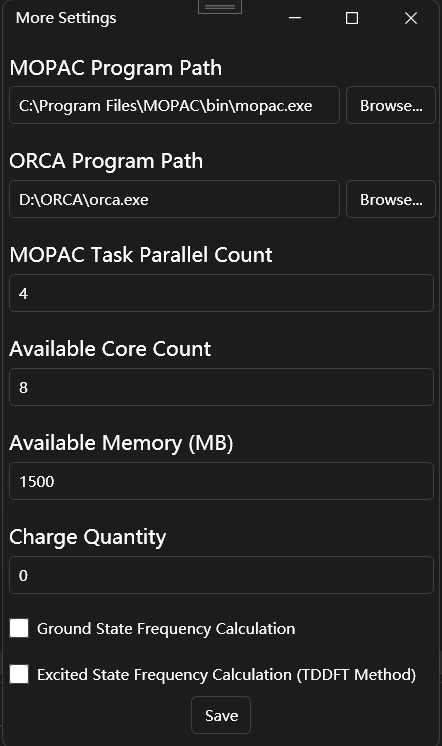 More Settings
MOPAC Program Path
C:\Program Files\MOPAC\bin\mopac.exe Browse...
ORCA Program Path
D:\ORCA\orca.exe Browse...
MOPAC Task Parallel Count
4
Available Core Count
8
Available Memory (MB)
1500
Charge Quantity
0
Ground State Frequency Calculation
Excited State Frequency Calculation (TDDFT Method)
Save